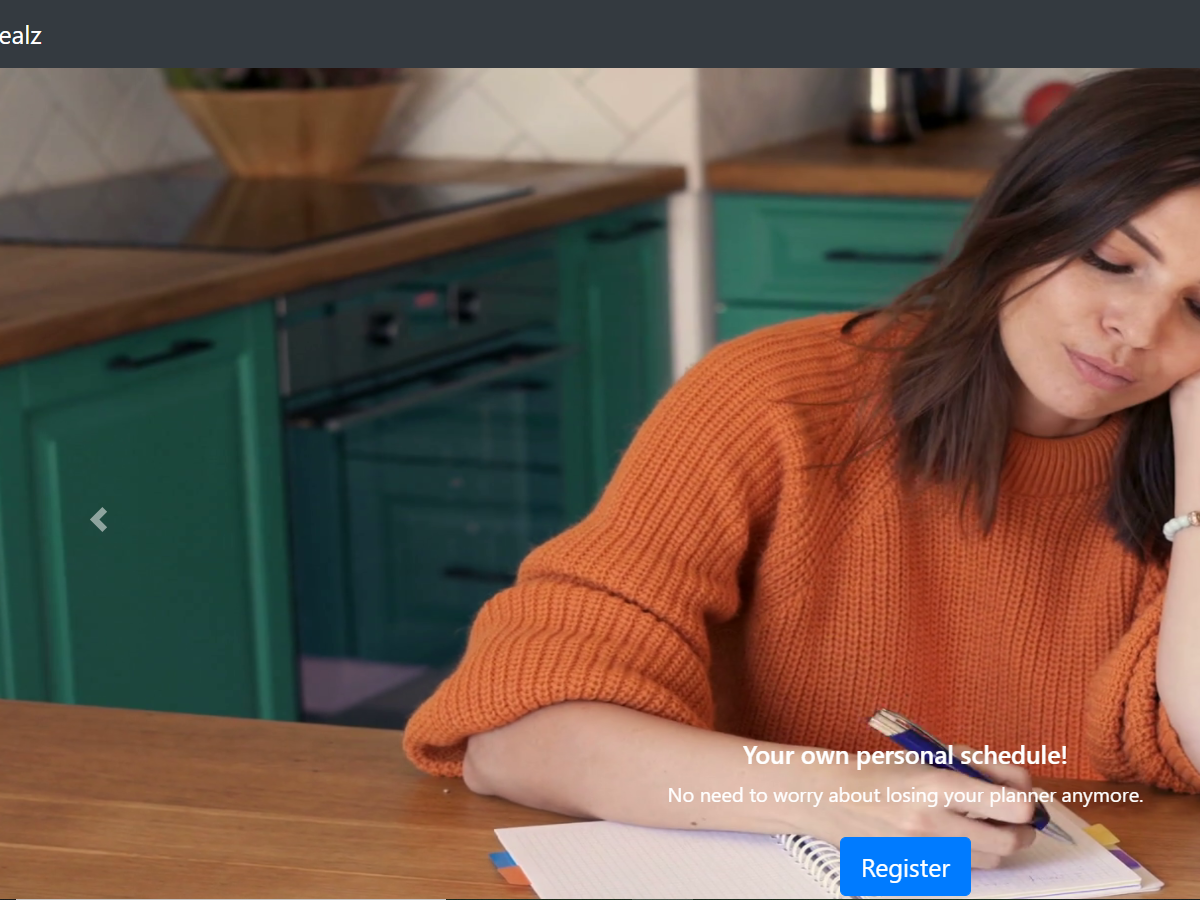 ealz
Your own personal schedule!
No need to worry about losing your planner anymore.
Register